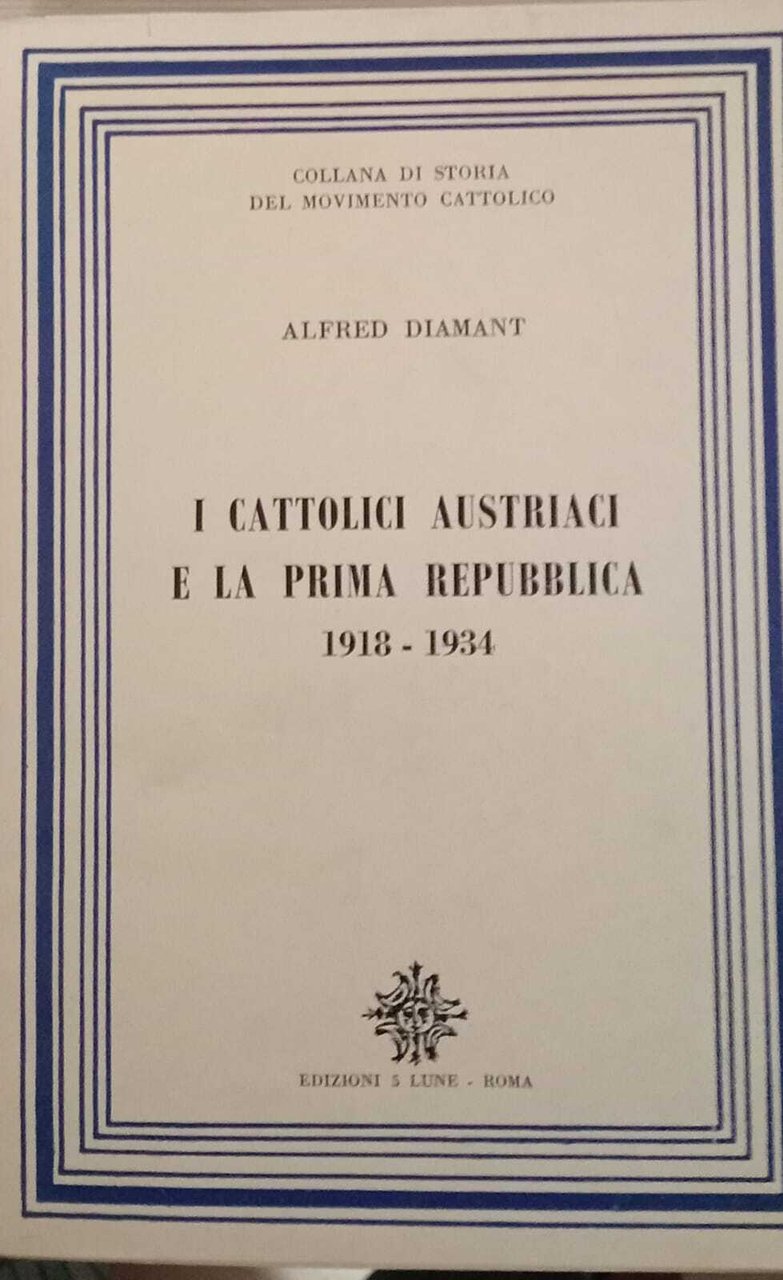 COLLANA DI STORIA
DEL MOVIMENTO CATTOLICO
ALFRED DIAMANT
I CATTOLICI AUSTRIACI
E LA PRIMA REPUBBLICA
1918 - 1934
EDIZIONI 5 LUNE - ROMA